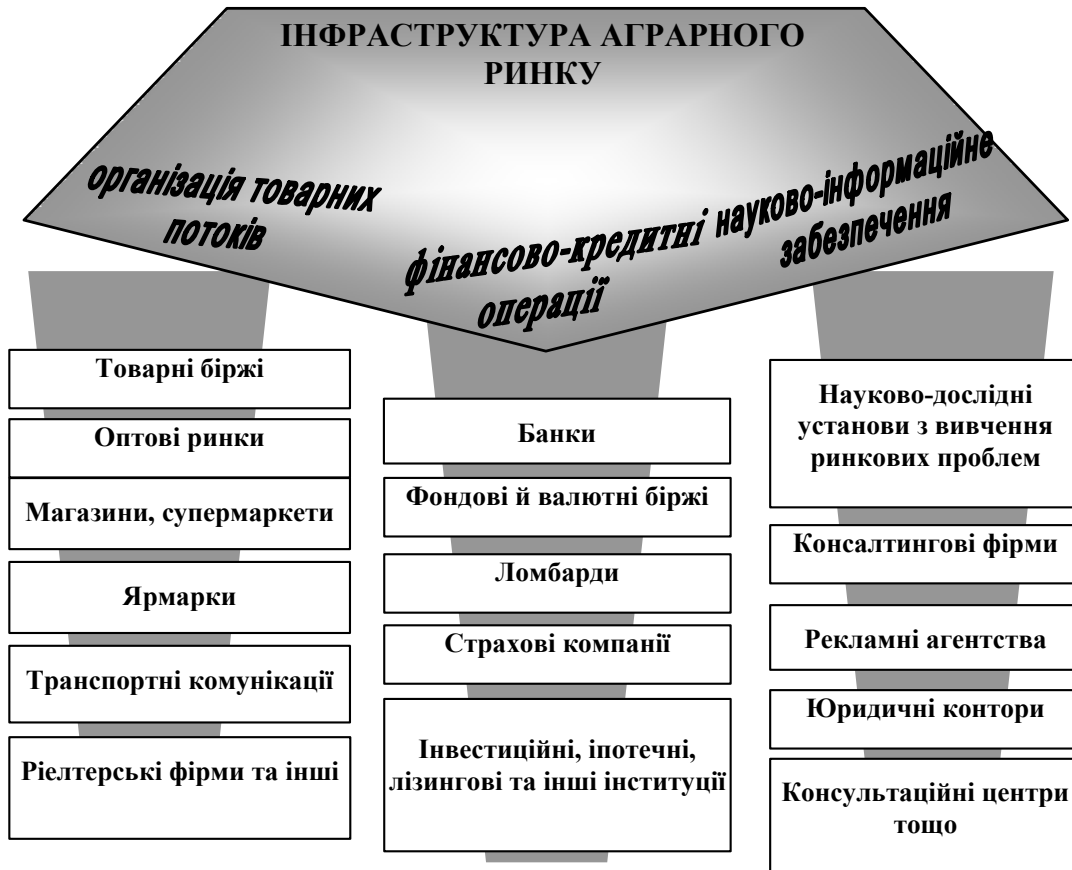 ІНФРАСТРУКТУРА АГРАРНОГО
РИНКУ
організація товарних
потоків
фінансово-кредитні
операції
науково-інформаційне
забезпечення
Товарні біржі
Оптові ринки
Магазини, супермаркети
Ярмарки
Транспортні комунікації
Ріелтерські фірми та інші
Банки
Фондові й валютні біржі
Ломбарди
Страхові компанії
Інвестиційні, іпотечні,
лізингові та інші інституції
Науково-дослідні
установи з вивчення
ринкових проблем
Консалтингові фірми
Рекламні агентства
Юридичні контори
Консультаційні центри
тощо